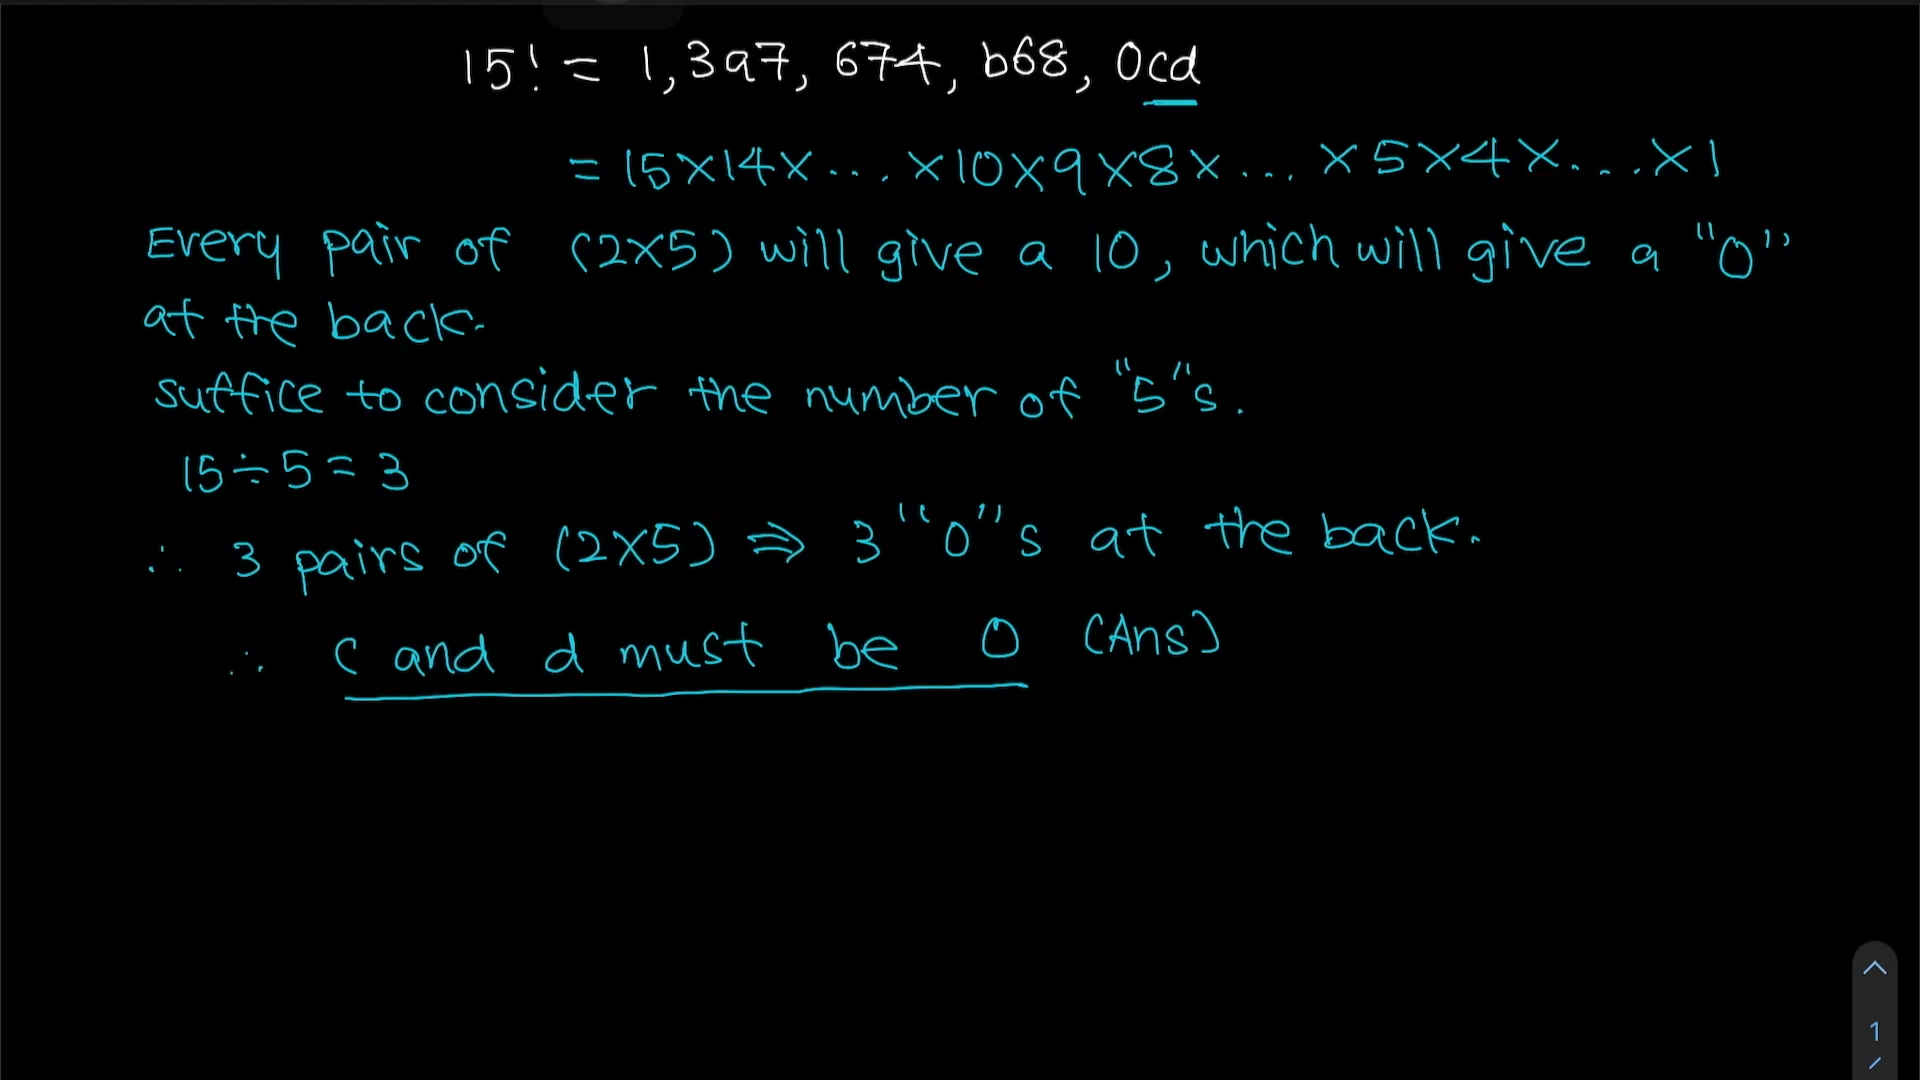 15! = 1,3a7, 674, b68, 0cd
= 15×14×...×10×9×8×...×5×4×...×1
Every pair of (2×5) will give a 10, which will give a "0"
at the back.
suffice to consider the number of "5"s.
15÷5=3
∴ 3 pairs of (2×5) ⇒ 3 "0"s at the back.
∴ c and d must be 0 (Ans)
1